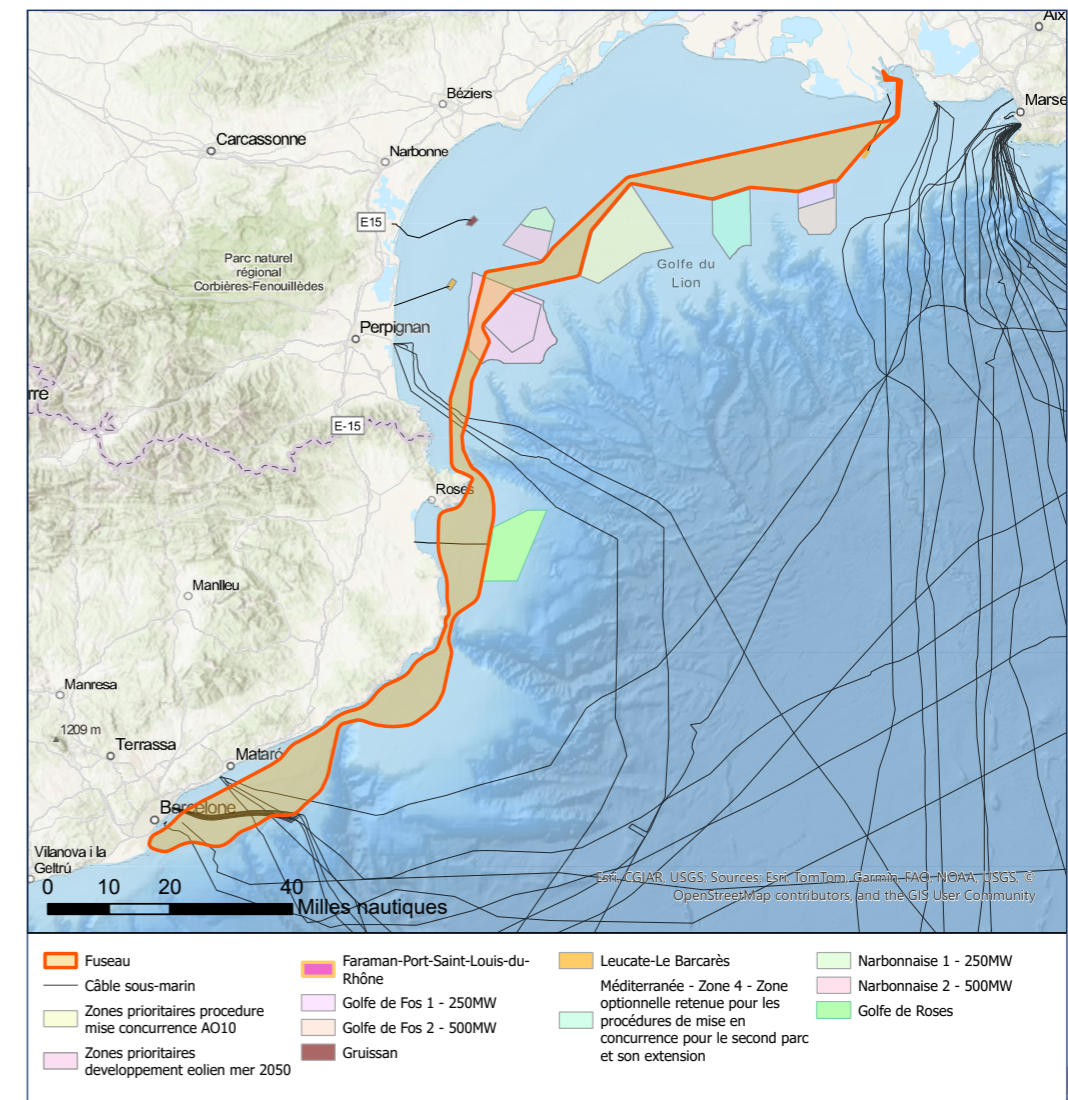 Aix
Marse
Béziers
Carcassonne
Narbonne
E15
Parc naturel
régional
Corbières-Fenouillèdes
Golfe du
Lion
Perpignan
rre
E-15
Roses
Manlleu
Manresa
1209 m
Terrassa
Mataró
Barcelone
Vilanova i la
Geltrú
0 10 20 40
Milles nautiques
Esri, CGIAR, USGS; Sources: Esri, TomTom, Garmin, FAO, NOAA, USGS, ©
OpenStreetMap contributors, and the GIS User Community
Fuseau
Câble sous-marin
Zones prioritaires procedure
mise concurrence AO10
Zones prioritaires
developpement eolien mer 2050
Faraman-Port-Saint-Louis-du-
Rhône
Golfe de Fos 1 - 250MW
Golfe de Fos 2 - 500MW
Gruissan
Leucate-Le Barcarès
Méditerranée - Zone 4 - Zone
optionnelle retenue pour les
procédures de mise en
concurrence pour le second parc
et son extension
Narbonnaise 1 - 250MW
Narbonnaise 2 - 500MW
Golfe de Roses